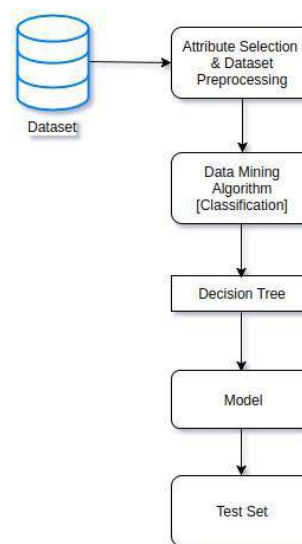 Dataset
Attribute Selection
& Dataset
Preprocessing
Data Mining
Algorithm
[Classification]
Decision Tree
Model
Test Set